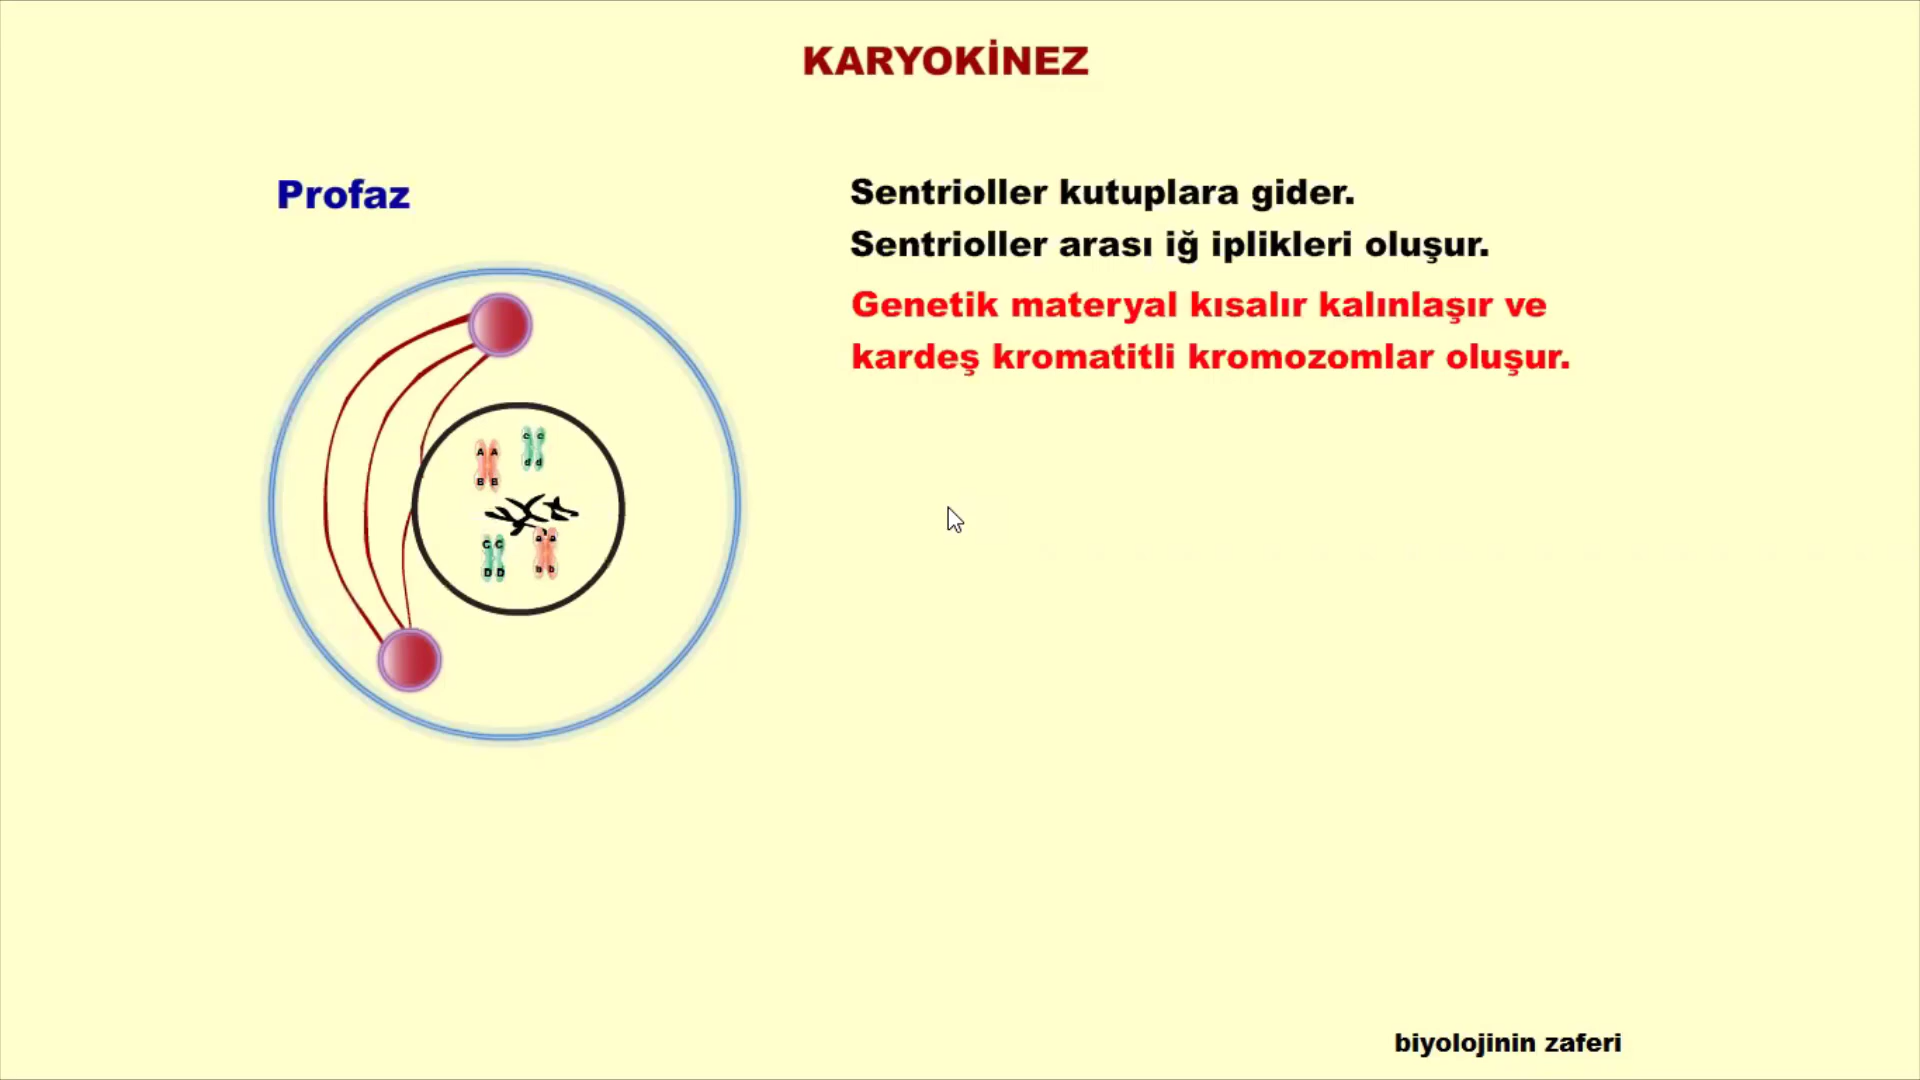 KARYOKİNEZ
Profaz
Sentrioller kutuplara gider.
Sentrioller arası iğ iplikleri oluşur.
Genetik materyal kısalır kalınlaşır ve
kardeş kromatitli kromozomlar oluşur.
c c
A A
d d
B B
a a
C C
b b
D D
biyolojinin zaferi